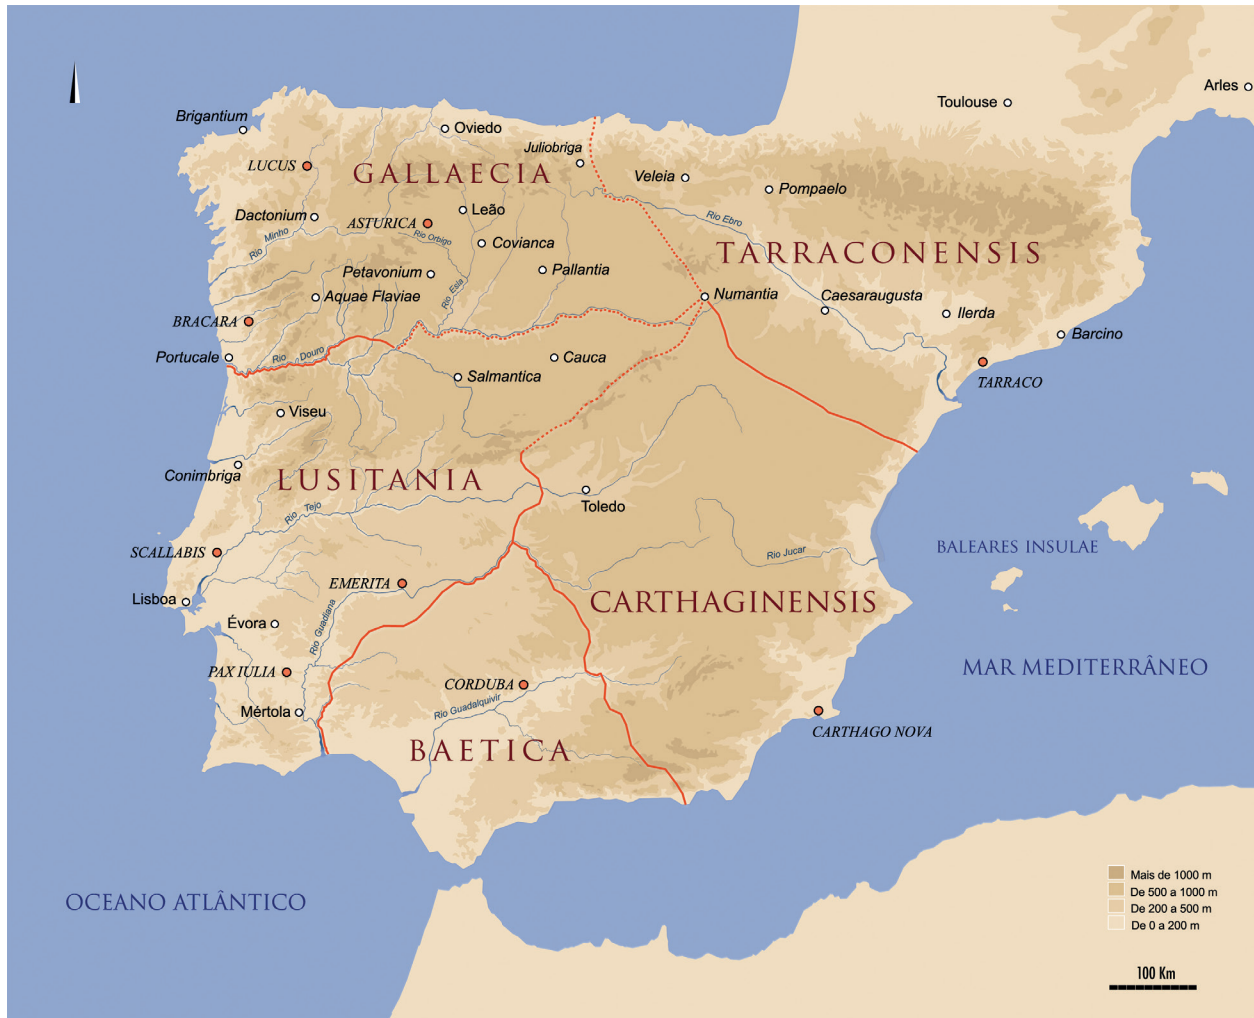 Arles
Toulouse
Brigantium
Oviedo
Juliobriga
LUCUS
GALLAECIA
Veleia
Pompaelo
Dactonium
ASTURICA
Leão
Rio Ebro
Rio Minho
Rio Orbigo
Covianca
TARRACONENSIS
Petavonium
Pallantia
Rio Esla
Aquae Flaviae
Numantia
Caesaraugusta
Ilerda
BRACARA
Barcino
Portucale
Rio Douro
Cauca
Salmantica
TARRACO
Viseu
Conimbriga
LUSITANIA
Toledo
Rio Tejo
SCALLABIS
BALEARES INSULAE
Rio Jucar
EMERITA
Lisboa
CARTHAGINENSIS
Évora
Rio Guadiana
PAX IULIA
MAR MEDITERRÂNEO
CORDUBA
Rio Guadalquivir
Mértola
CARTHAGO NOVA
BAETICA
OCEANO ATLÂNTICO
Mais de 1000 m
De 500 a 1000 m
De 200 a 500 m
De 0 a 200 m
100 Km